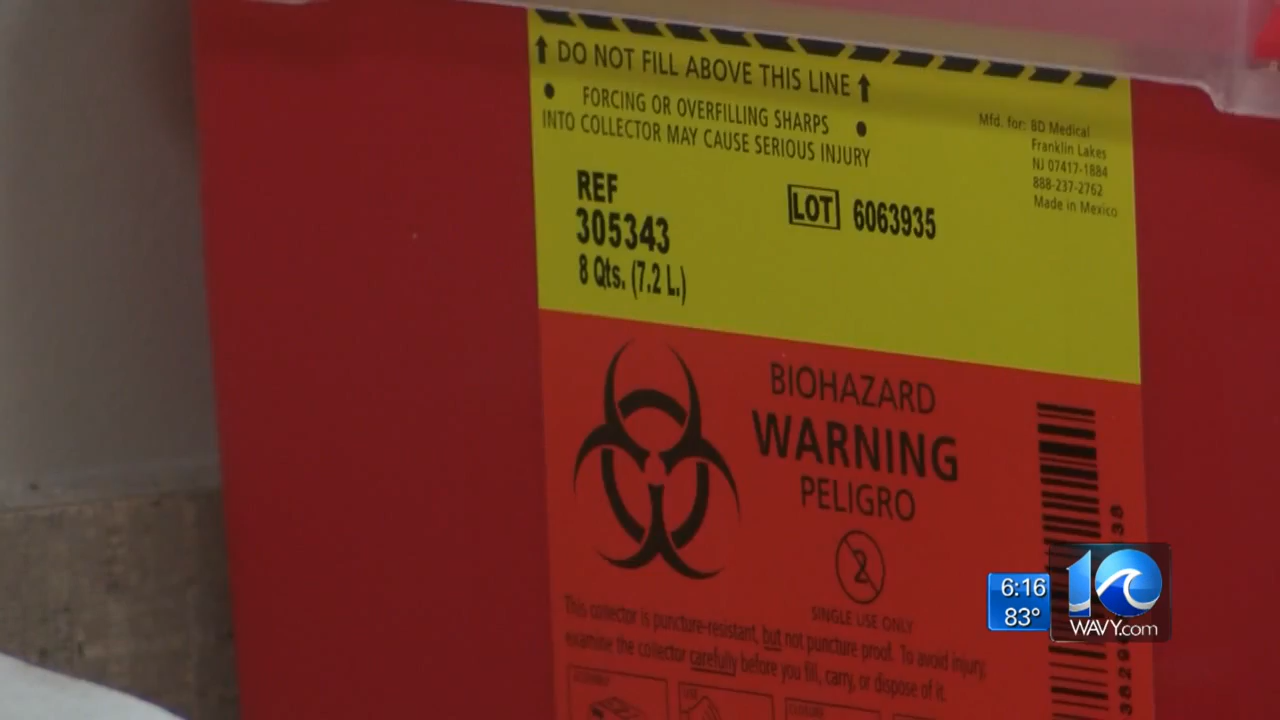 DO NOT FILL ABOVE THIS LINE
• FORCING OR OVERFILLING SHARPS •
INTO COLLECTOR MAY CAUSE SERIOUS INJURY
Mfd. for: BD Medical
Franklin Lakes
NJ 07417-1884
888-237-2762
Made in Mexico
REF
305343
8 Qts. (7.2 L.)
LOT 6063935
BIOHAZARD
WARNING
PELIGRO
2
SINGLE USE ONLY
This collector is puncture-resistant, but not puncture proof. To avoid injury,
examine the collector carefully before you fill, carry, or dispose of it.
6:16
83°
10
WAVY.com